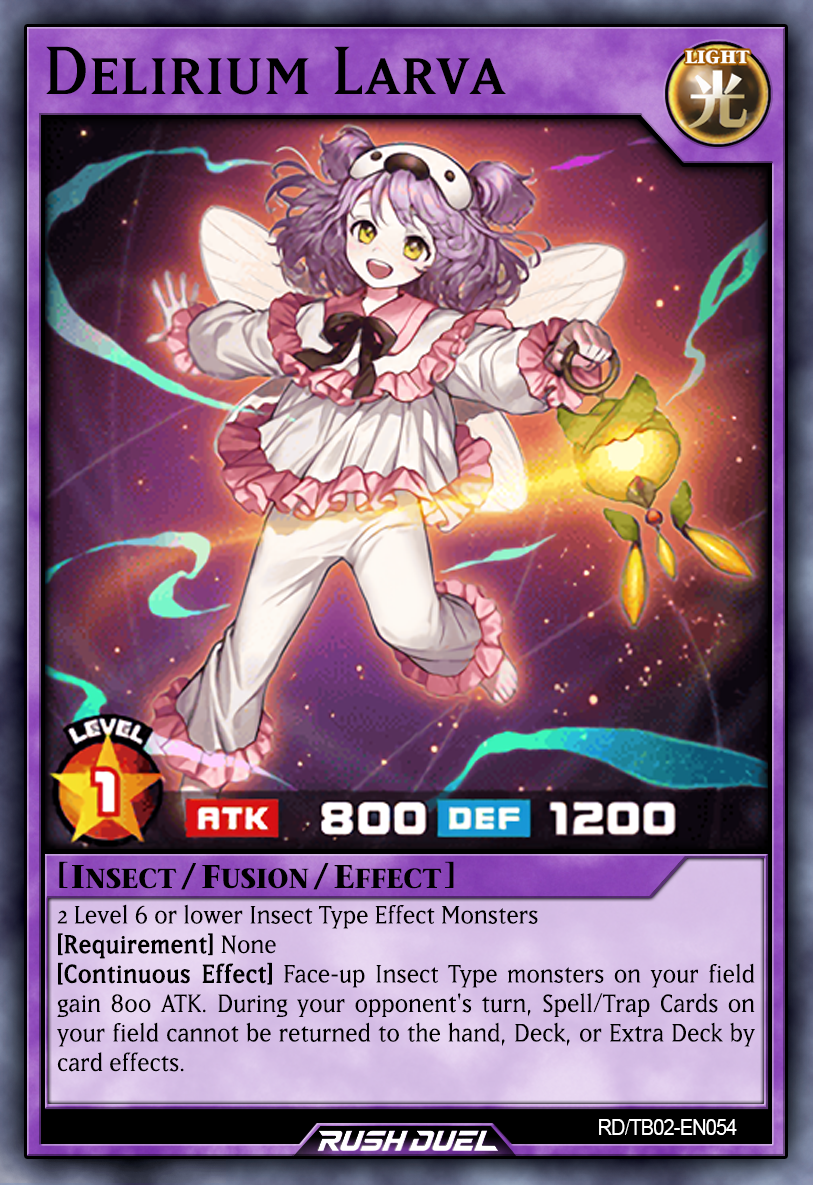 Delirium Larva
LIGHT
光
LEVEL
1
ATK 800 DEF 1200
[Insect/Fusion/Effect]
2 Level 6 or lower Insect Type Effect Monsters
[Requirement] None
[Continuous Effect] Face-up Insect Type monsters on your field
gain 800 ATK. During your opponent's turn, Spell/Trap Cards on
your field cannot be returned to the hand, Deck, or Extra Deck by
card effects.
RD/TB02-EN054
RUSH DUEL